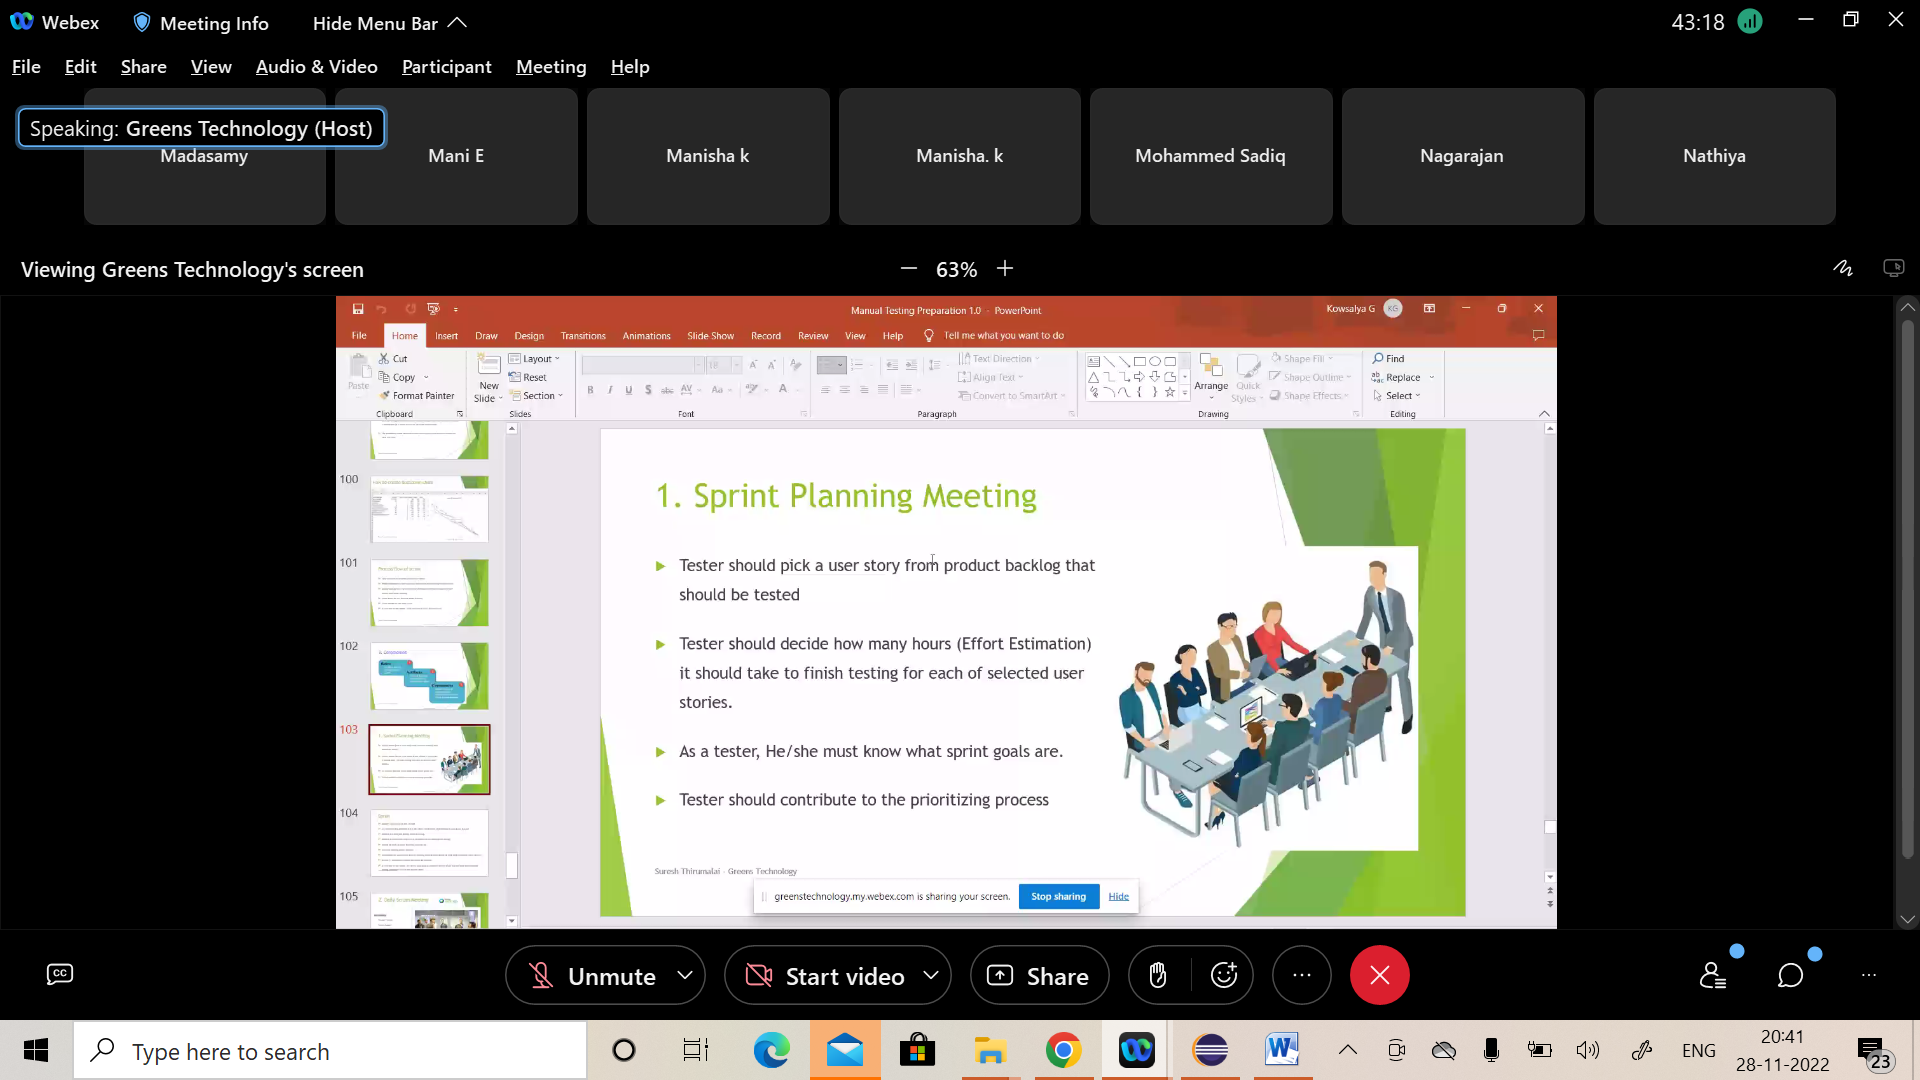 Webex
Meeting Info
Hide Menu Bar
43:18
File Edit Share View Audio & Video Participant Meeting Help
Speaking: Greens Technology (Host)
Madasamy
Mani E
Manisha k
Manisha. k
Mohammed Sadiq
Nagarajan
Nathiya
Viewing Greens Technology's screen
63%
Manual Testing Preparation 1.0 - PowerPoint
Kowsalya G
KG
File Home Insert Draw Design Transitions Animations Slide Show Record Review View Help Tell me what you want to do
Paste
Cut
Copy
Format Painter
Clipboard
New
Slide
Layout
Reset
Section
Slides
18
Font
Text Direction
Align Text
Convert to SmartArt
Paragraph
Arrange
Quick
Styles
Shape Fill
Shape Outline
Shape Effects
Drawing
Find
Replace
Select
Editing
100
101
102
103
104
105
1. Sprint Planning Meeting
Tester should pick a user story from product backlog that
should be tested
Tester should decide how many hours (Effort Estimation)
it should take to finish testing for each of selected user
stories.
As a tester, He/she must know what sprint goals are.
Tester should contribute to the prioritizing process
Suresh Thirumalai - Greens Technology
greenstechnology.my.webex.com is sharing your screen.
Stop sharing
Hide
CC
Unmute
Start video
Share
Type here to search
ENG
20:41
28-11-2022
23